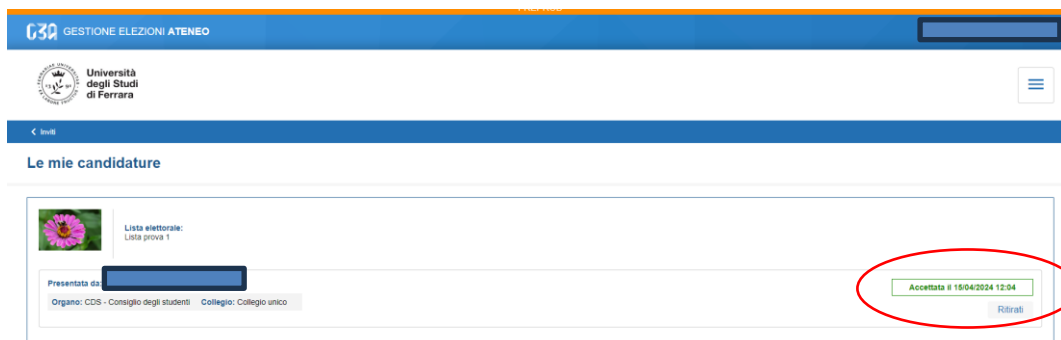 GESTIONE ELEZIONI ATENEO
Università
degli Studi
di Ferrara
Inviti
Le mie candidature
Lista elettorale:
Lista prova 1
Presentata da:
Accettata il 15/04/2024 12:04
Organo: CDS - Consiglio degli studenti Collegio: Collegio unico
Ritirati